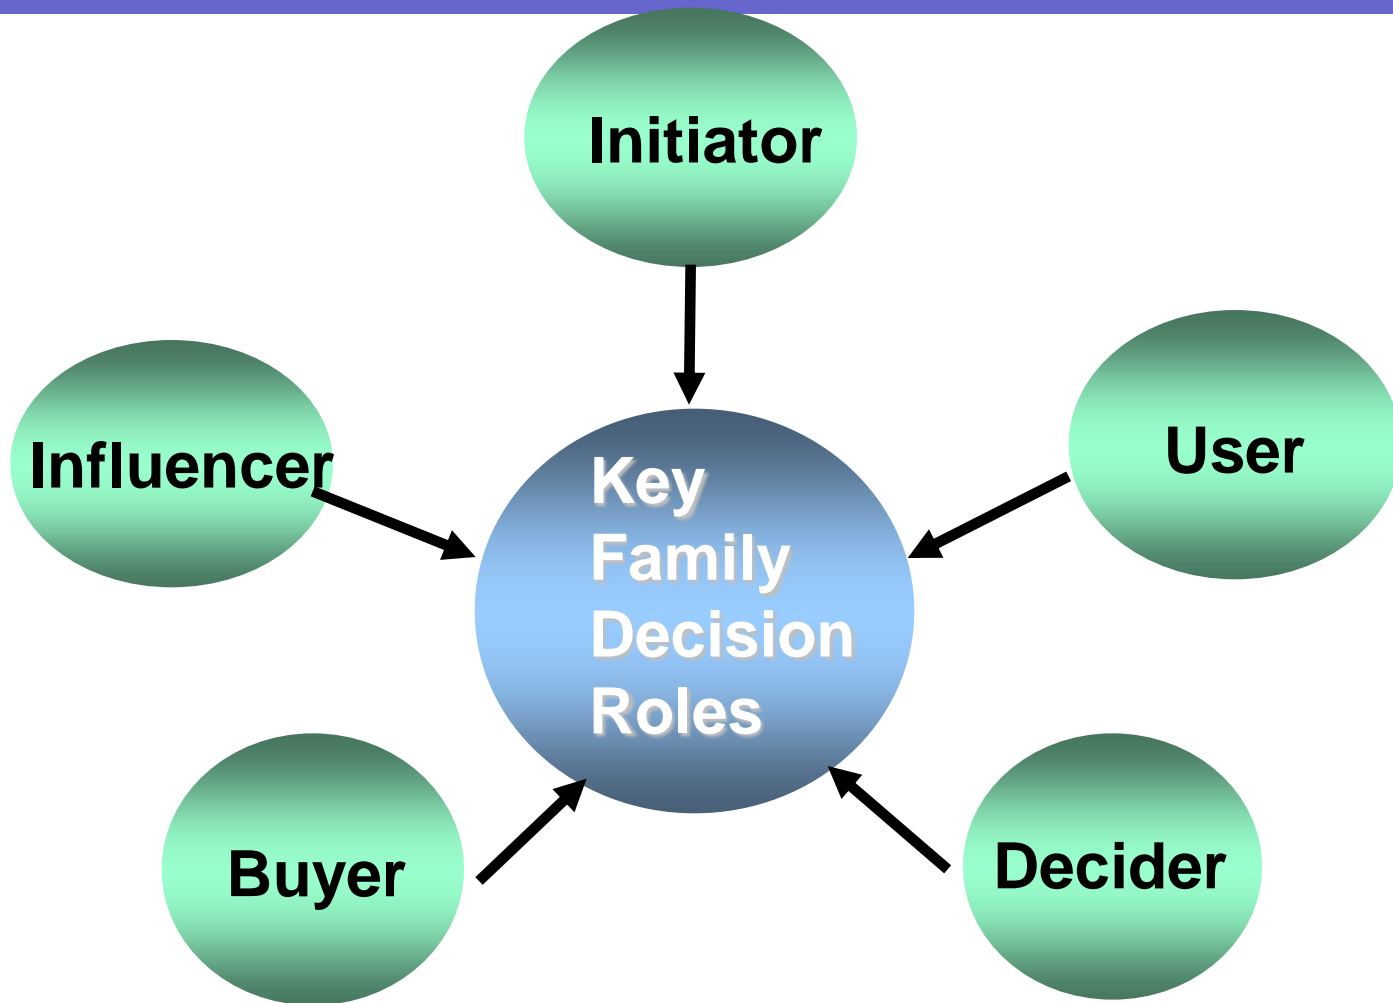 Initiator
Influencer
User
Key
Family
Decision
Roles
Buyer
Decider